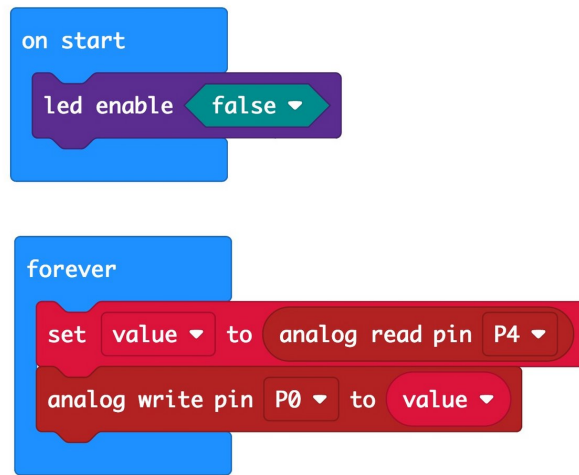 on start
led enable false
forever
set value to analog read pin P4
analog write pin P0 to value